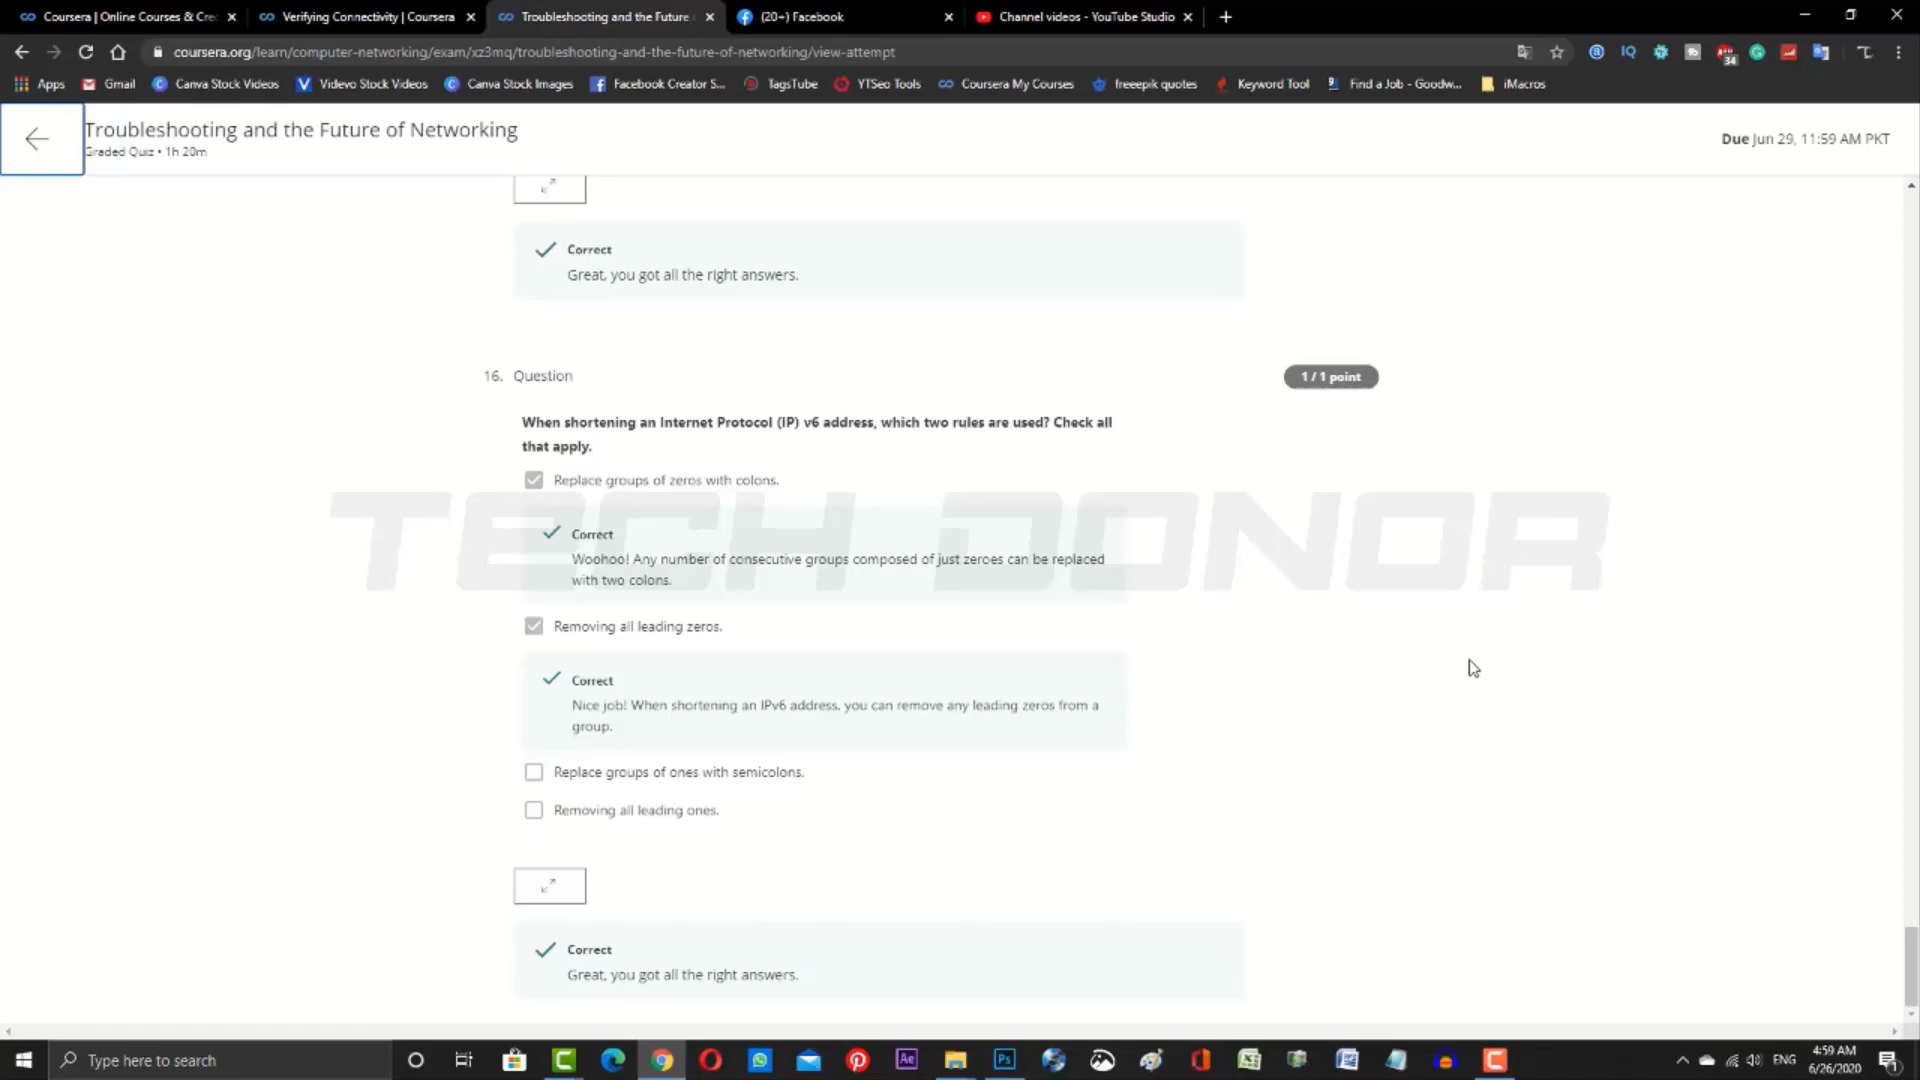 Coursera | Online Courses & Cre
Verifying Connectivity | Coursera
Troubleshooting and the Future
(20+) Facebook
Channel videos - YouTube Studio
coursera.org/learn/computer-networking/exam/xz3mq/troubleshooting-and-the-future-of-networking/view-attempt
IQ
34
Apps
Gmail
Canva Stock Videos
Videvo Stock Videos
Canva Stock Images
Facebook Creator S...
TagsTube
YTSeo Tools
Coursera My Courses
freeepik quotes
Keyword Tool
Find a Job - Goodw...
iMacros
Troubleshooting and the Future of Networking
Graded Quiz • 1h 20m
Due Jun 29, 11:59 AM PKT
Correct
Great, you got all the right answers.
16. Question
1 / 1 point
When shortening an Internet Protocol (IP) v6 address, which two rules are used? Check all
that apply.
Replace groups of zeros with colons.
TECH DONOR
Correct
Woohoo! Any number of consecutive groups composed of just zeroes can be replaced
with two colons.
Removing all leading zeros.
Correct
Nice job! When shortening an IPv6 address, you can remove any leading zeros from a
group.
Replace groups of ones with semicolons.
Removing all leading ones.
Correct
Great, you got all the right answers.
Type here to search
Ae
Ps
ENG
4:59 AM
6/26/2020
1